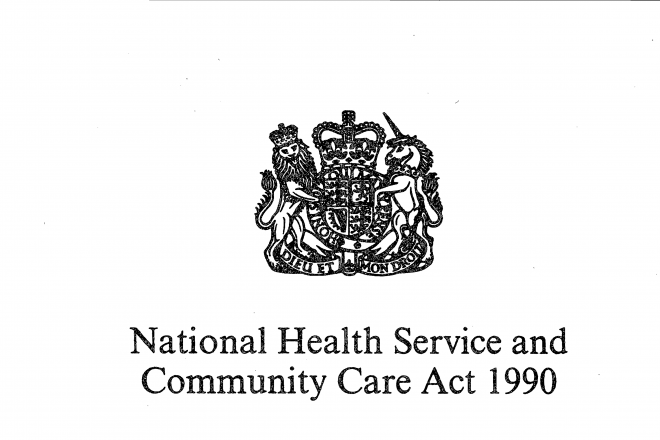 DIEU ET MON DROIT
National Health Service and
Community Care Act 1990